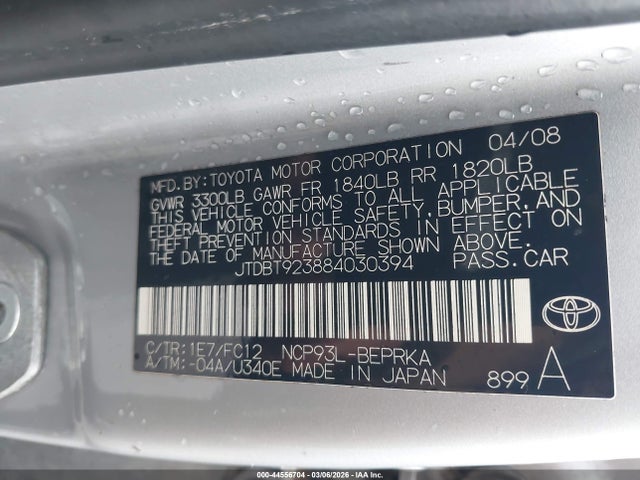 MFD.BY:TOYOTA MOTOR CORPORATION 04/08
GVWR 3300LB GAWR FR 1840LB RR 1820LB
THIS VEHICLE CONFORMS TO ALL APPLICABLE
FEDERAL MOTOR VEHICLE SAFETY,BUMPER,AND
THEFT PREVENTION STANDARDS IN EFFECT ON
THE DATE OF MANUFACTURE SHOWN ABOVE.
JTDBT923884030394 PASS.CAR
C/TR:1E7/FC12 NCP93L-BEPRKA
A/TM:-04A/U340E MADE IN JAPAN 899 A
000-44556704 | 03/06/2026 | IAA Inc.